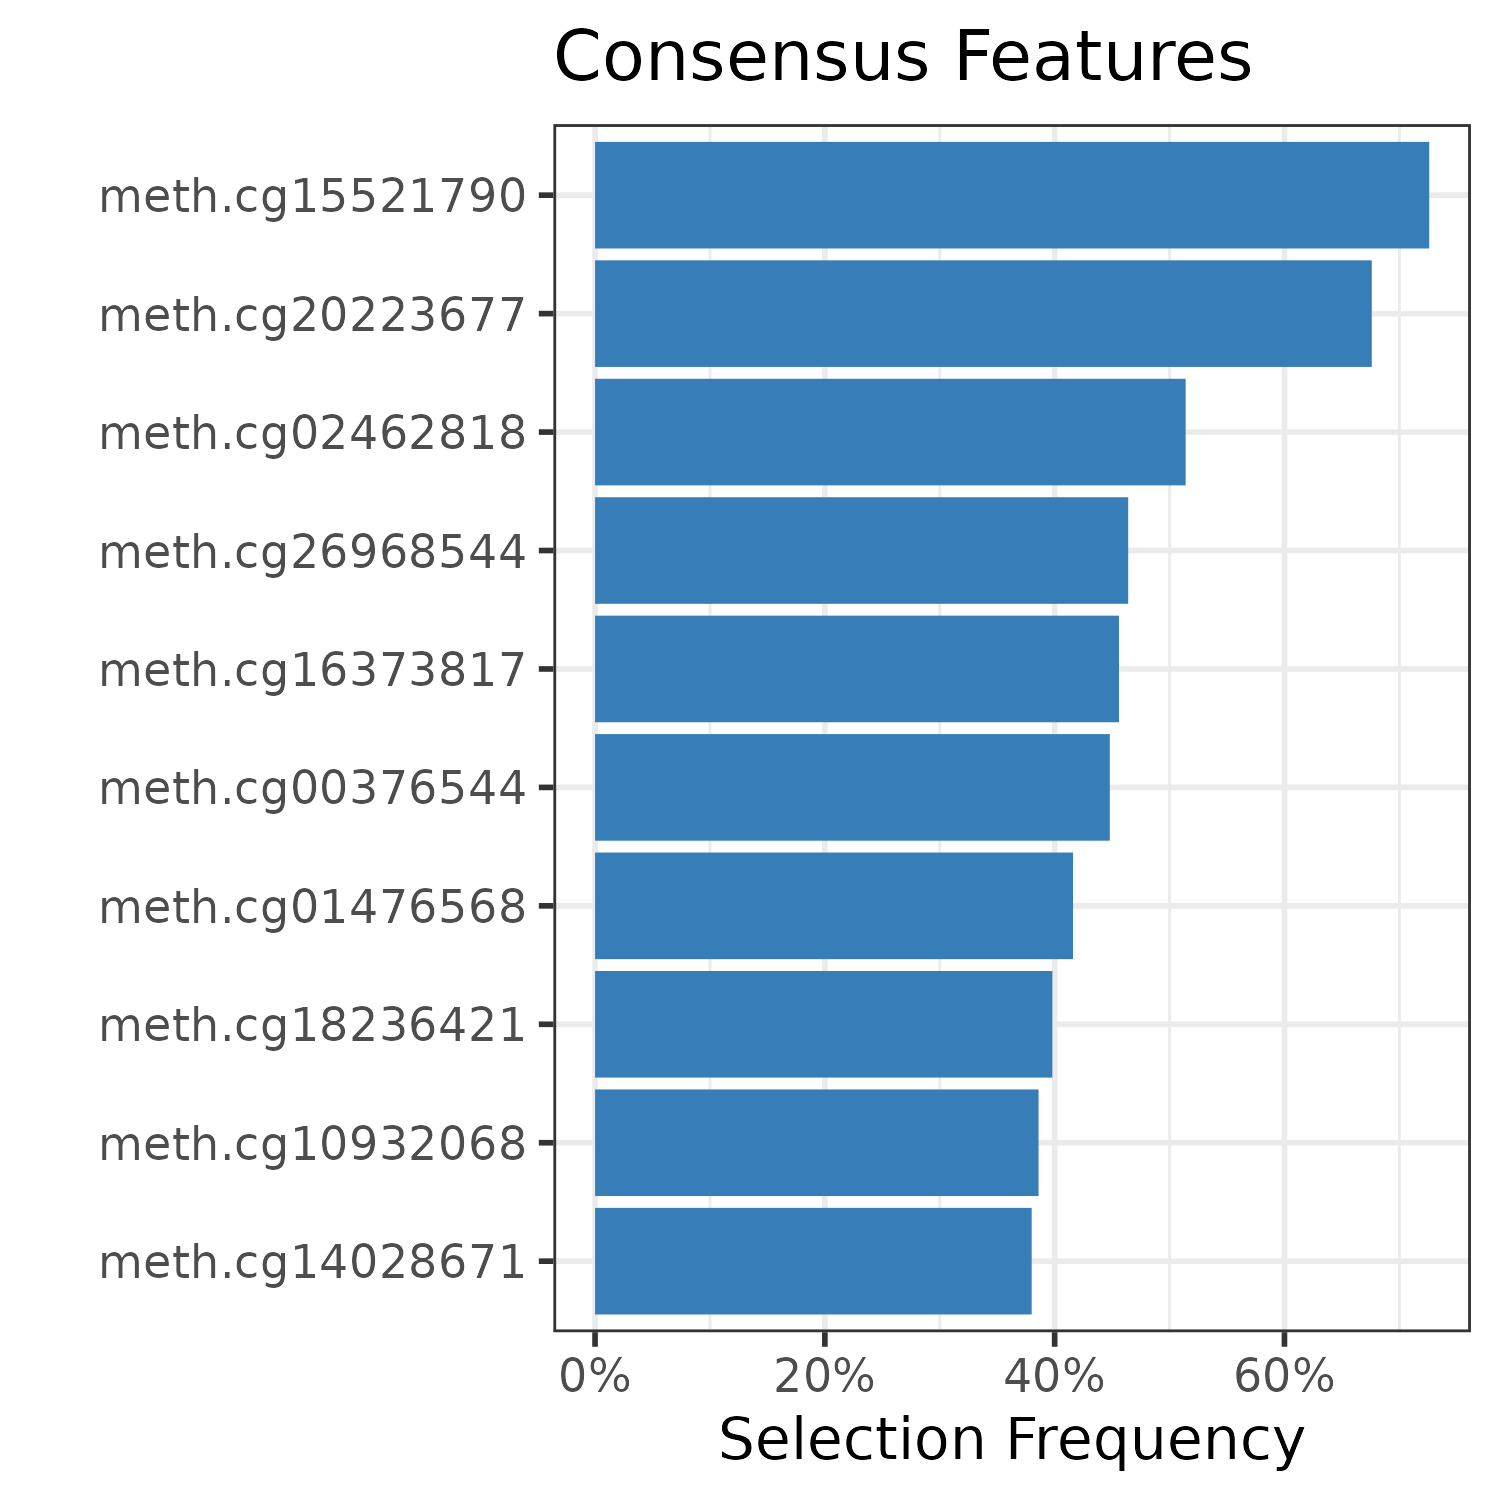 Consensus Features
meth.cg15521790
meth.cg20223677
meth.cg02462818
meth.cg26968544
meth.cg16373817
meth.cg00376544
meth.cg01476568
meth.cg18236421
meth.cg10932068
meth.cg14028671
0% 20% 40% 60%
Selection Frequency